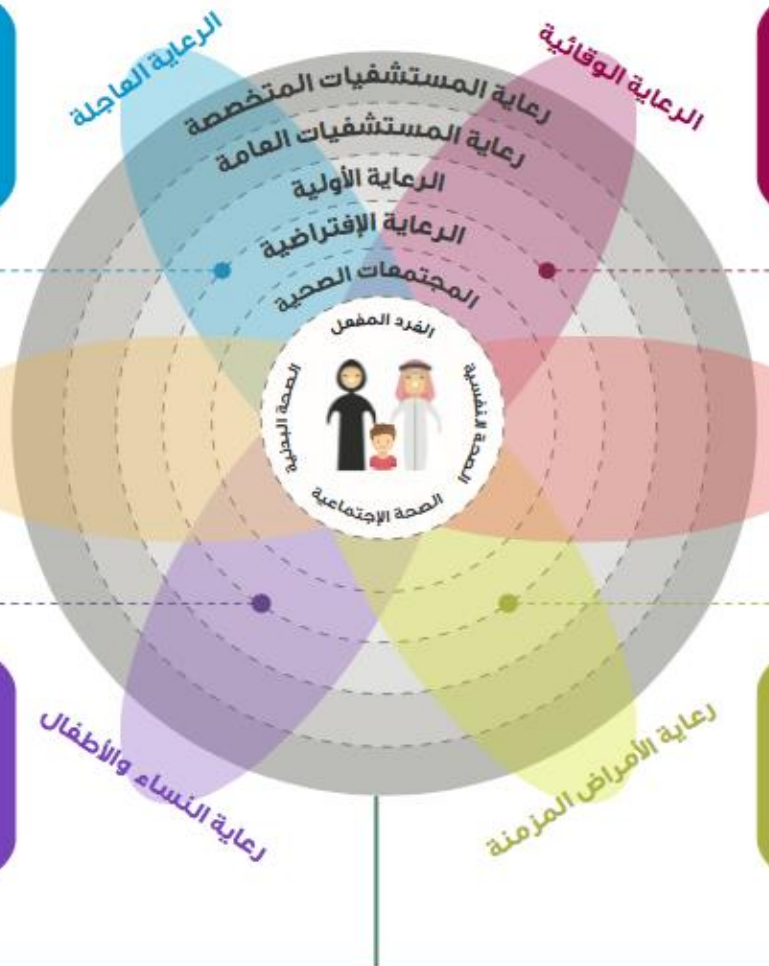 الرعاية الوقائية
الرعاية العاجلة
رعاية المستشفيات المتخصصة
رعاية المستشفيات العامة
الرعاية الأولية
الرعاية الإفتراضية
المجتمعات الصحية
الفرد المفعل
الصحة النفسية
الصحة البدنية
الصحة الإجتماعية
رعاية الأمراض المزمنة
رعاية النساء والأطفال